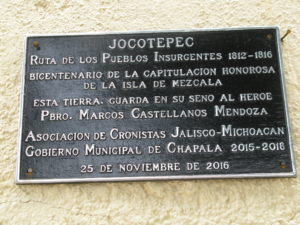 JOCOTEPEC
RUTA DE LOS PUEBLOS INSURGENTES 1812-1816
BICENTENARIO DE LA CAPITULACION HONOROSA
DE LA ISLA DE MEZCALA
ESTA TIERRA, GUARDA EN SU SENO AL HEROE
PBRO. MARCOS CASTELLANOS MENDOZA
ASOCIACION DE CRONISTAS JALISCO-MICHOACAN
GOBIERNO MUNICIPAL DE CHAPALA 2015-2018
25 DE NOVIEMBRE DE 2016